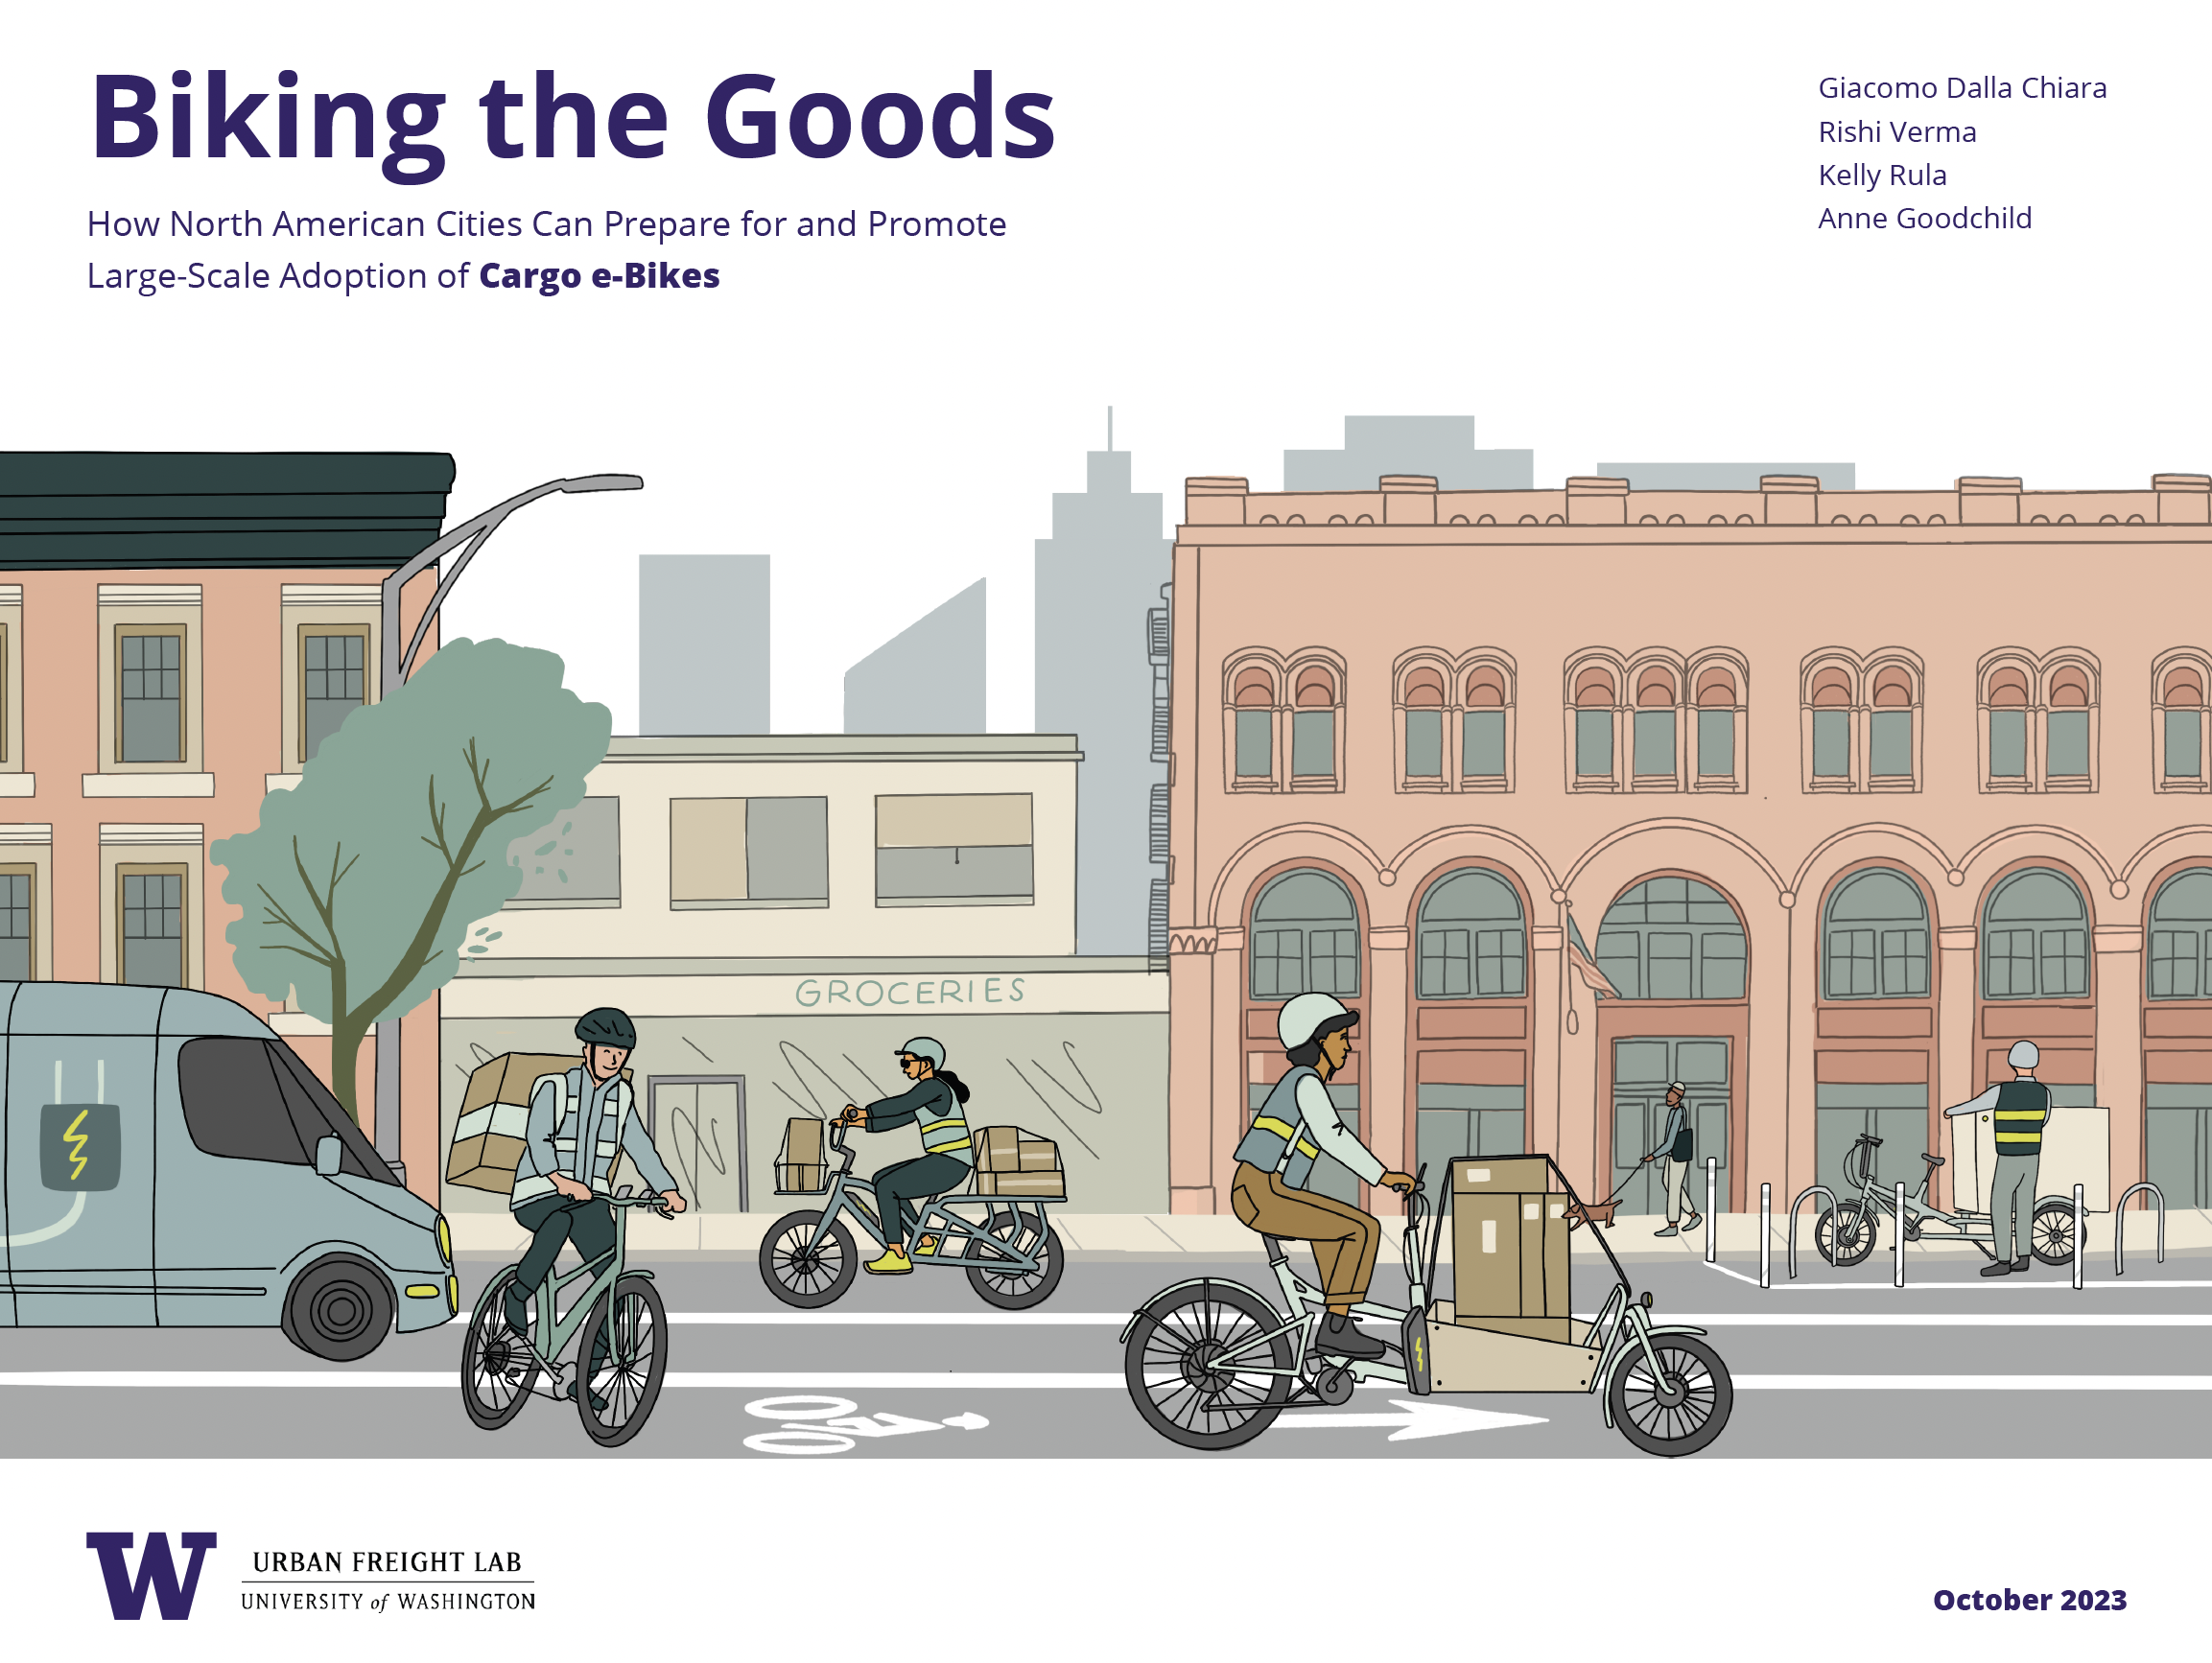 Biking the Goods
How North American Cities Can Prepare for and Promote
Large-Scale Adoption of Cargo e-Bikes
Giacomo Dalla Chiara
Rishi Verma
Kelly Rula
Anne Goodchild
GROCERIES
W
URBAN FREIGHT LAB
UNIVERSITY of WASHINGTON
October 2023